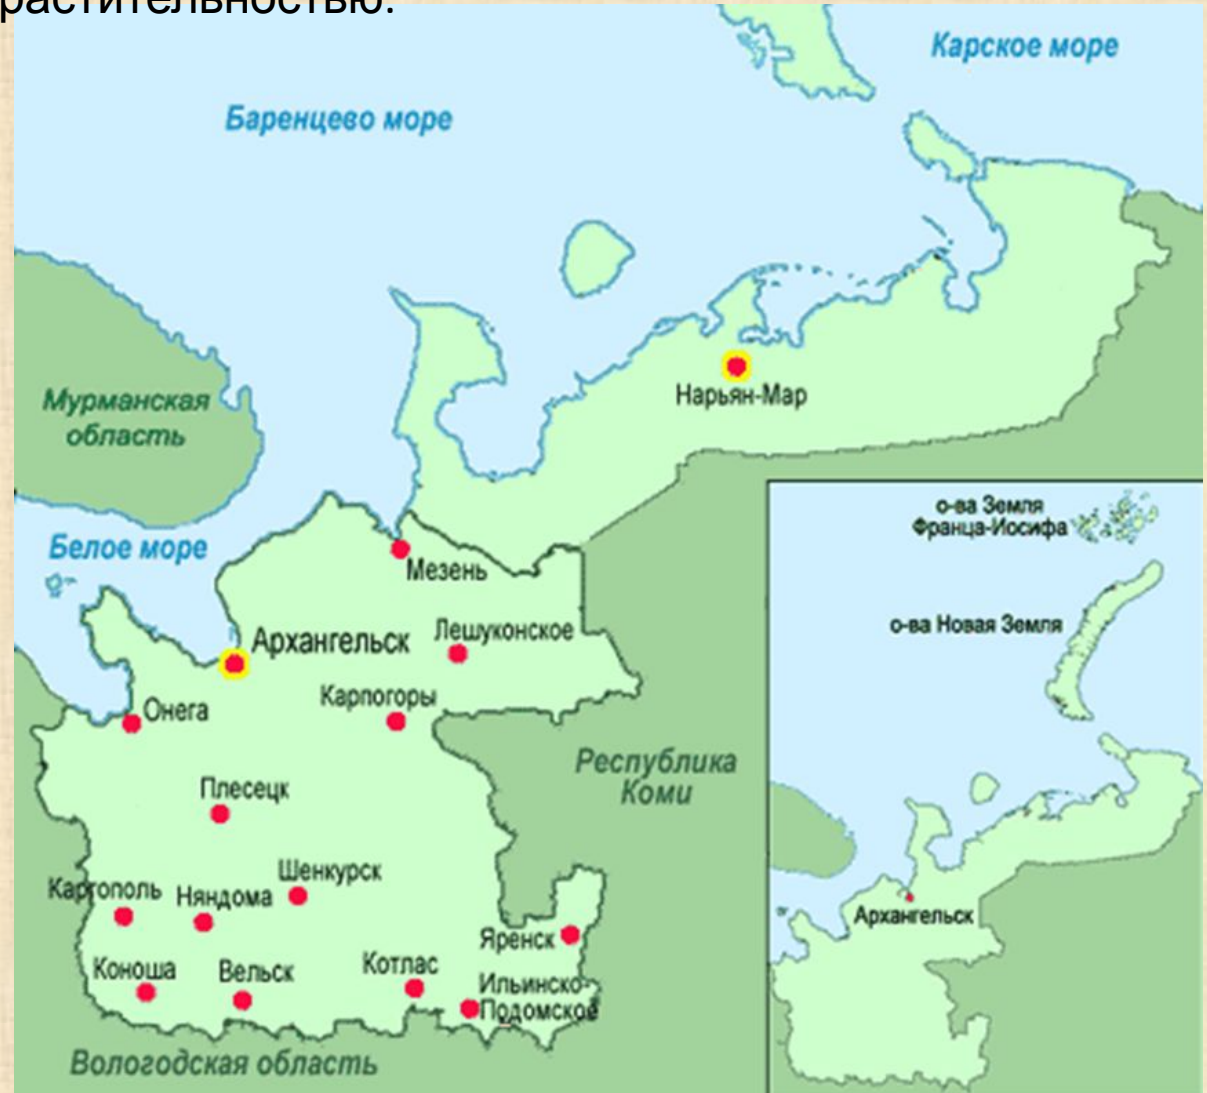 растительностью.
Карское море
Баренцево море
Мурманская
область
Нарьян-Мар
о-ва Земля
Франца-Иосифа
Белое море
Мезень
о-ва Новая Земля
Архангельск
Лешуконское
Карпогоры
Онега
Республика
Коми
Плесецк
Шенкурск
Каргополь
Няндома
Архангельск
Яренск
Коноша
Вельск
Котлас
Ильинско-
Подомское
Вологодская область